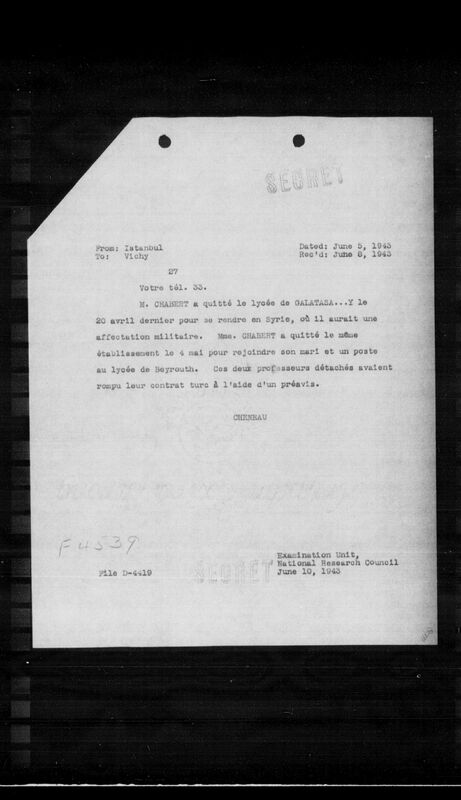 SECRET
From: Istanbul
To: Vichy
Dated: June 5, 1943
Rec'd: June 8, 1943
27
Votre tél. 33.
M. CHABERT a quitté le lycée de GALATASA...Y le
20 avril dernier pour se rendre en Syrie, où il aurait une
affectation militaire. Mme. CHABERT a quitté le même
établissement le 4 mai pour rejoindre son mari et un poste
au lycée de Beyrouth. Ces deux professeurs détachés avaient
rompu leur contrat turc à l'aide d'un préavis.
CHENEAU
F4539
File D-4419
SECRET
Examination Unit,
National Research Council
June 10, 1943